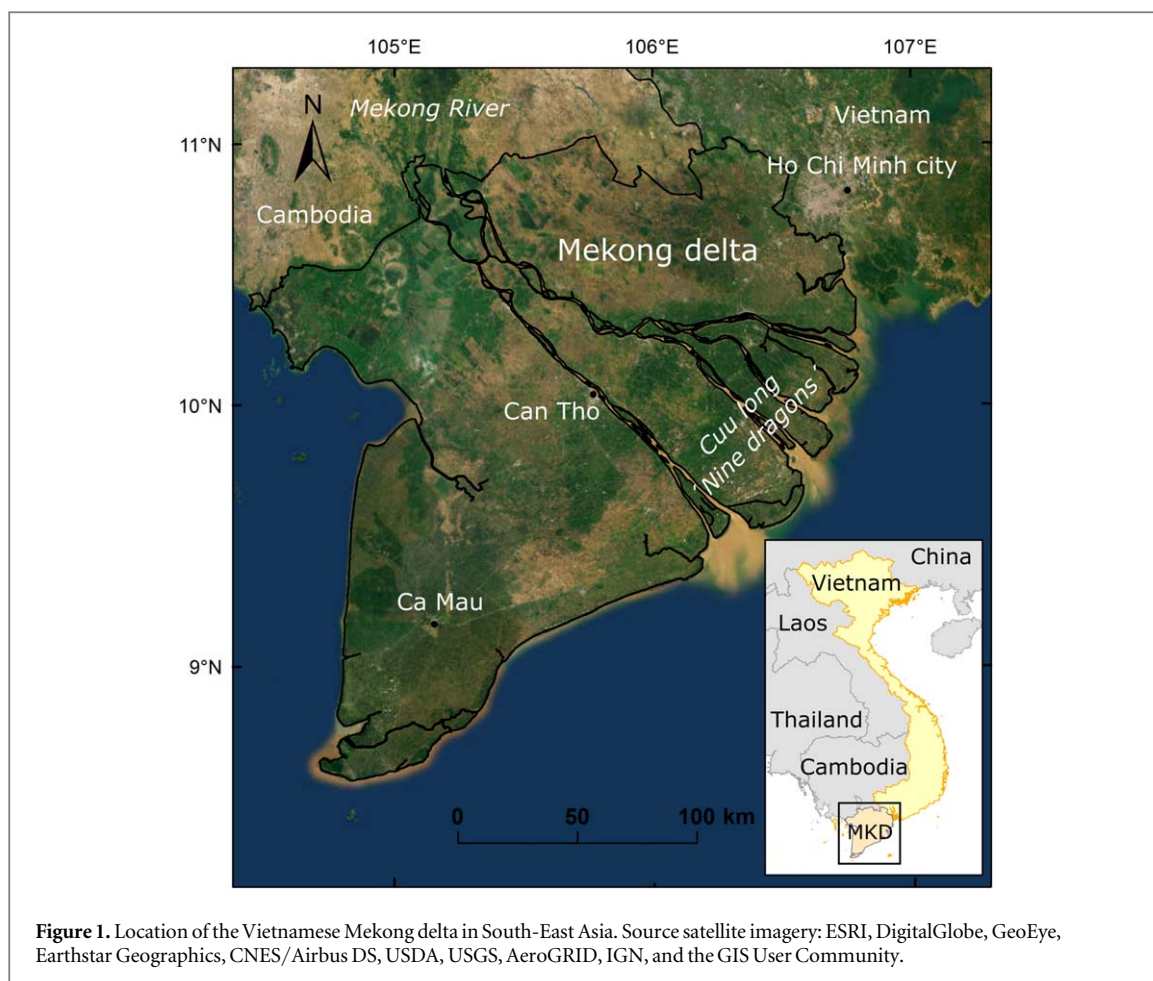 105°E
106°E
107°E
N
Mekong River
Vietnam
11°N
Ho Chi Minh city
Cambodia
Mekong delta
10°N
Can Tho
Cuu long
´Nine dragons´
Ca Mau
9°N
0 50 100 km
China
Vietnam
Laos
Thailand
Cambodia
MKD
Figure 1. Location of the Vietnamese Mekong delta in South-East Asia. Source satellite imagery: ESRI, DigitalGlobe, GeoEye,
Earthstar Geographics, CNES/Airbus DS, USDA, USGS, AeroGRID, IGN, and the GIS User Community.